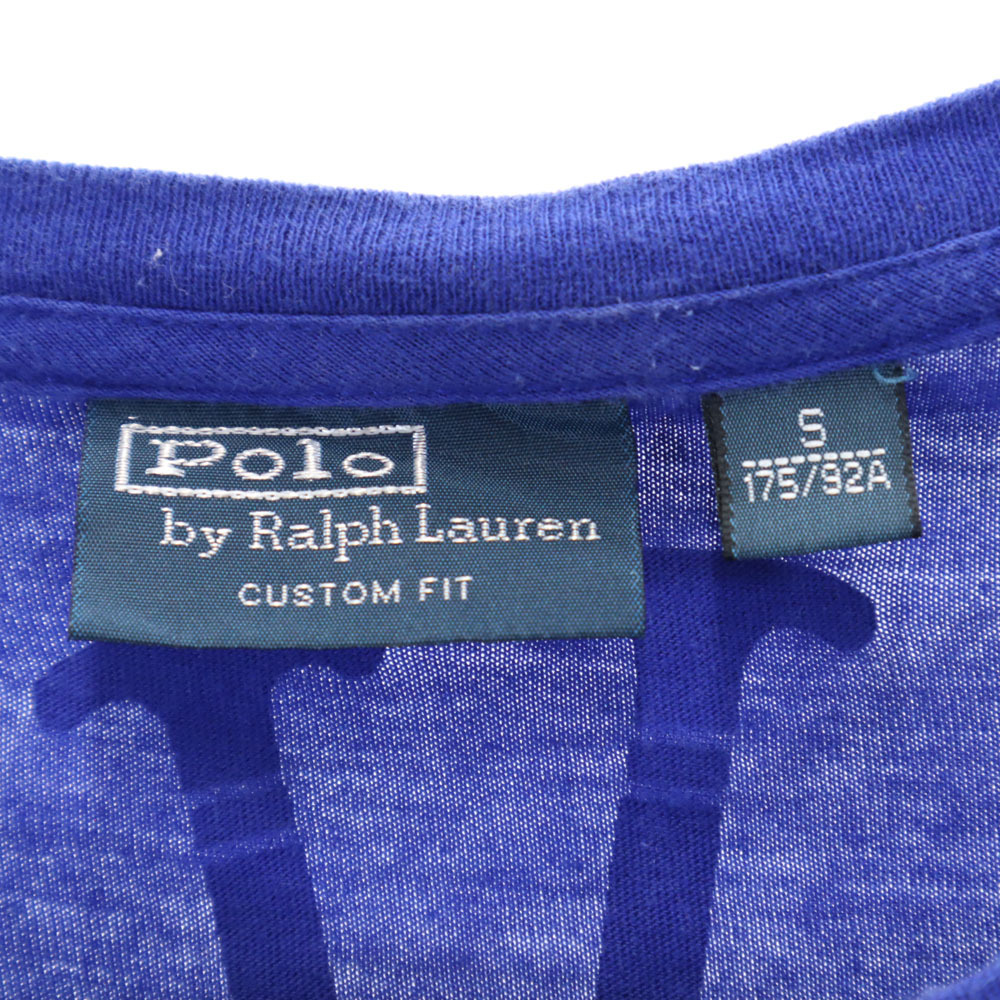 Polo
by Ralph Lauren
CUSTOM FIT
S
175/92A